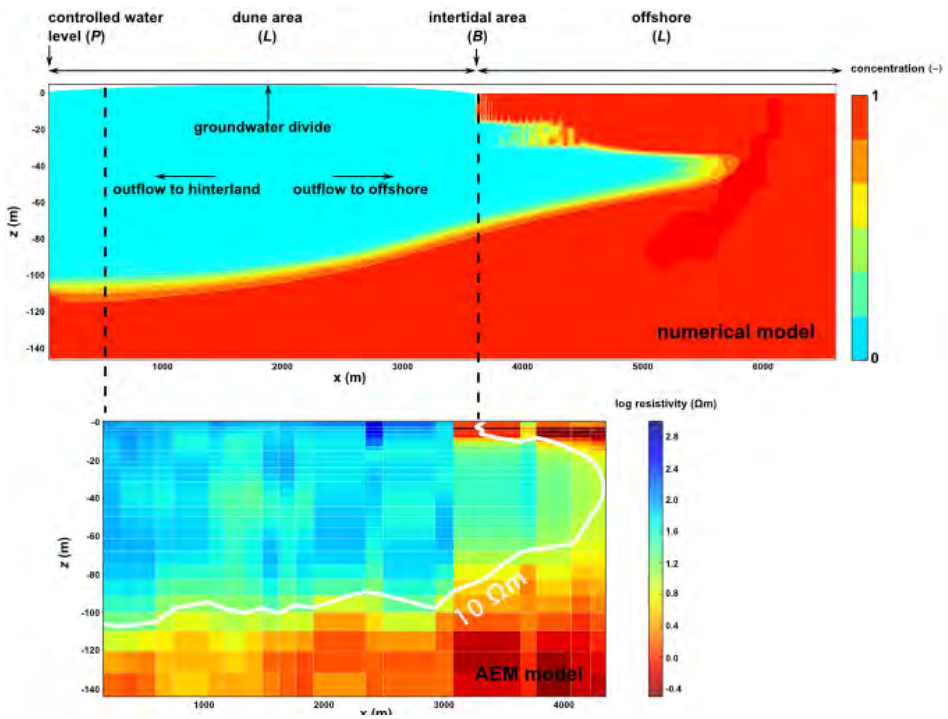 controlled water
level (P)
dune area
(L)
intertidal area
(B)
offshore
(L)
concentration (–)
0
-20
-40
-60
-80
-100
-120
-140
z (m)
groundwater divide
outflow to hinterland
outflow to offshore
numerical model
1
0
1000
2000
3000
4000
5000
6000
x (m)
log resistivity (Ωm)
-0
-20
-40
-60
-80
-100
-120
-140
z (m)
10 Ωm
AEM model
2.8
2.4
2.0
1.6
1.2
0.8
0.4
0.0
-0.4
1000
2000
3000
4000
x (m)